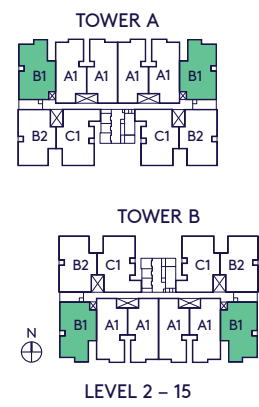 TOWER A
B1 A1 A1 A1 A1 B1
B2 C1 C1 B2
TOWER B
B2 C1 C1 B2
B1 A1 A1 A1 A1 B1
N
LEVEL 2 – 15